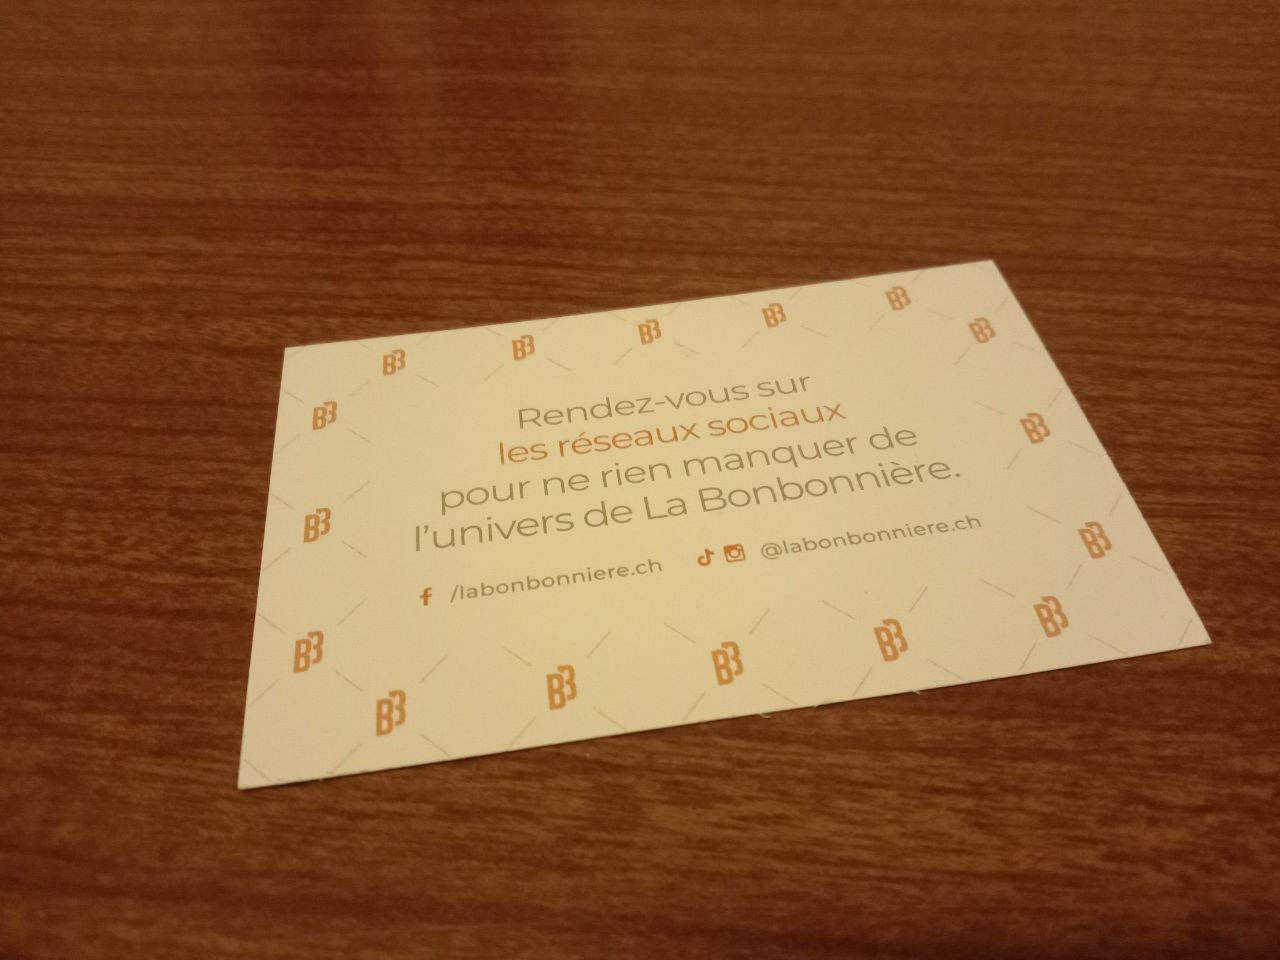 Rendez-vous sur
les réseaux sociaux
pour ne rien manquer de
l'univers de La Bonbonnière.
/labonbonniere.ch @labonbonniere.ch